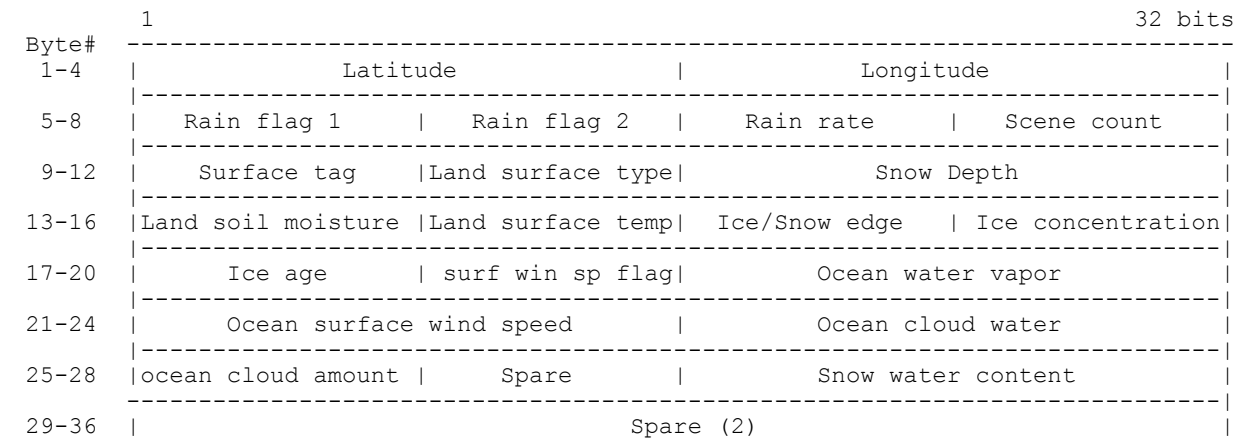 1 32 bits
Byte# -----------------------------------------------------------------------------
1-4 | Latitude | Longitude |
|---------------------------------------------------------------------------|
5-8 | Rain flag 1 | Rain flag 2 | Rain rate | Scene count |
|---------------------------------------------------------------------------|
9-12 | Surface tag |Land surface type| Snow Depth |
|---------------------------------------------------------------------------|
13-16 |Land soil moisture |Land surface temp| Ice/Snow edge | Ice concentration|
|---------------------------------------------------------------------------|
17-20 | Ice age | surf win sp flag| Ocean water vapor |
|---------------------------------------------------------------------------|
21-24 | Ocean surface wind speed | Ocean cloud water |
|---------------------------------------------------------------------------|
25-28 |ocean cloud amount | Spare | Snow water content |
----------------------------------------------------------------------------|
29-36 | Spare (2) |